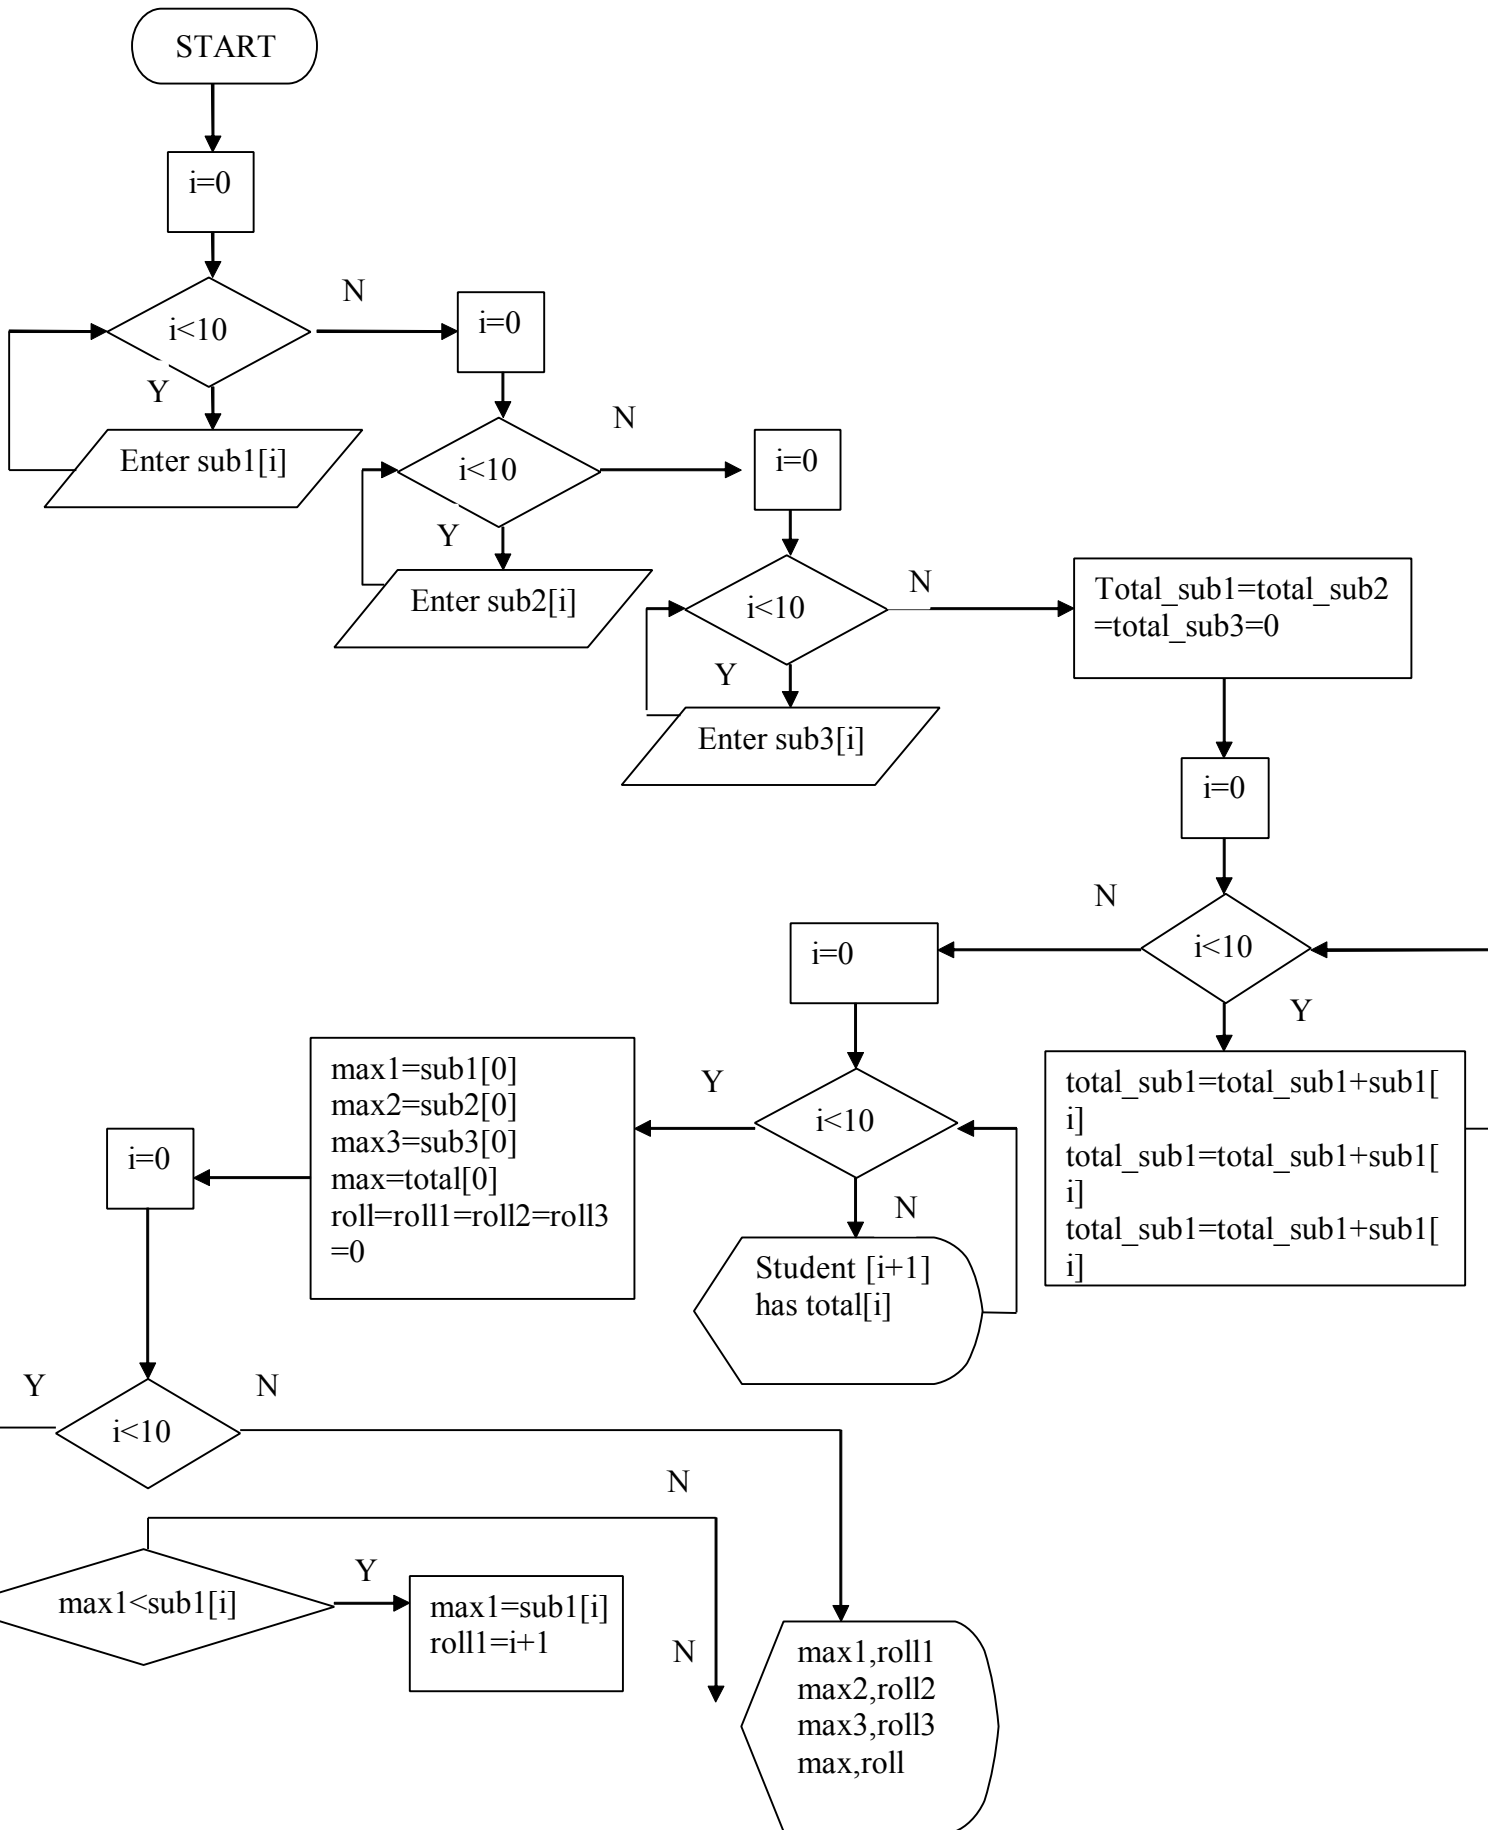 START
i=0
i<10
N
Y
Enter sub1[i]
i=0
i<10
N
Y
Enter sub2[i]
i=0
i<10
N
Y
Enter sub3[i]
Total_sub1=total_sub2
=total_sub3=0
i=0
i<10
N
Y
total_sub1=total_sub1+sub1[
i]
total_sub1=total_sub1+sub1[
i]
total_sub1=total_sub1+sub1[
i]
i=0
i<10
Y
N
Student [i+1]
has total[i]
max1=sub1[0]
max2=sub2[0]
max3=sub3[0]
max=total[0]
roll=roll1=roll2=roll3
=0
i=0
i<10
Y
N
max1<sub1[i]
N
Y
max1=sub1[i]
roll1=i+1
N
max1,roll1
max2,roll2
max3,roll3
max,roll